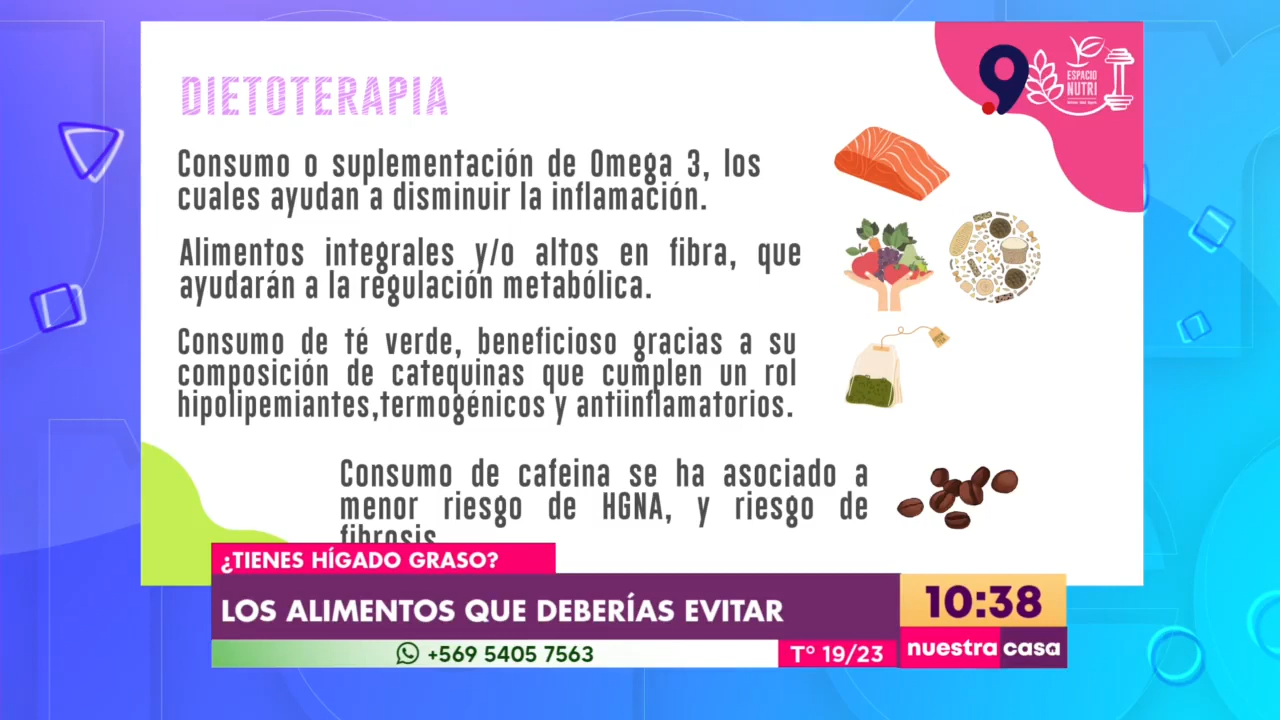 DIETOTERAPIA
9
ESPACIO
NUTRI
Consumo o suplementación de Omega 3, los
cuales ayudan a disminuir la inflamación.
Alimentos integrales y/o altos en fibra, que
ayudarán a la regulación metabólica.
Consumo de té verde, beneficioso gracias a su
composición de catequinas que cumplen un rol
hipolipemiantes,termogénicos y antiinflamatorios.
Consumo de cafeina se ha asociado a
menor riesgo de HGNA, y riesgo de
fibrosis
¿TIENES HÍGADO GRASO?
LOS ALIMENTOS QUE DEBERÍAS EVITAR
10:38
+569 5405 7563
T° 19/23
nuestra casa